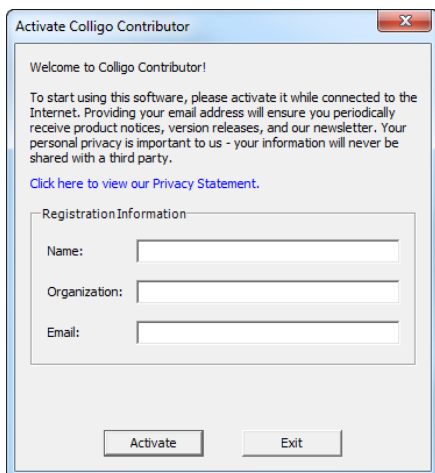 Activate Colligo Contributor
Welcome to Colligo Contributor!
To start using this software, please activate it while connected to the
Internet. Providing your email address will ensure you periodically
receive product notices, version releases, and our newsletter. Your
personal privacy is important to us - your information will never be
shared with a third party.
Click here to view our Privacy Statement.
Registration Information
Name:
Organization:
Email:
Activate
Exit